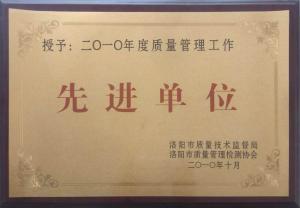 授予：二〇一〇年度质量管理工作
先进单位
洛阳市质量技术监督局
洛阳市质量管理检测协会
二〇一〇年十月